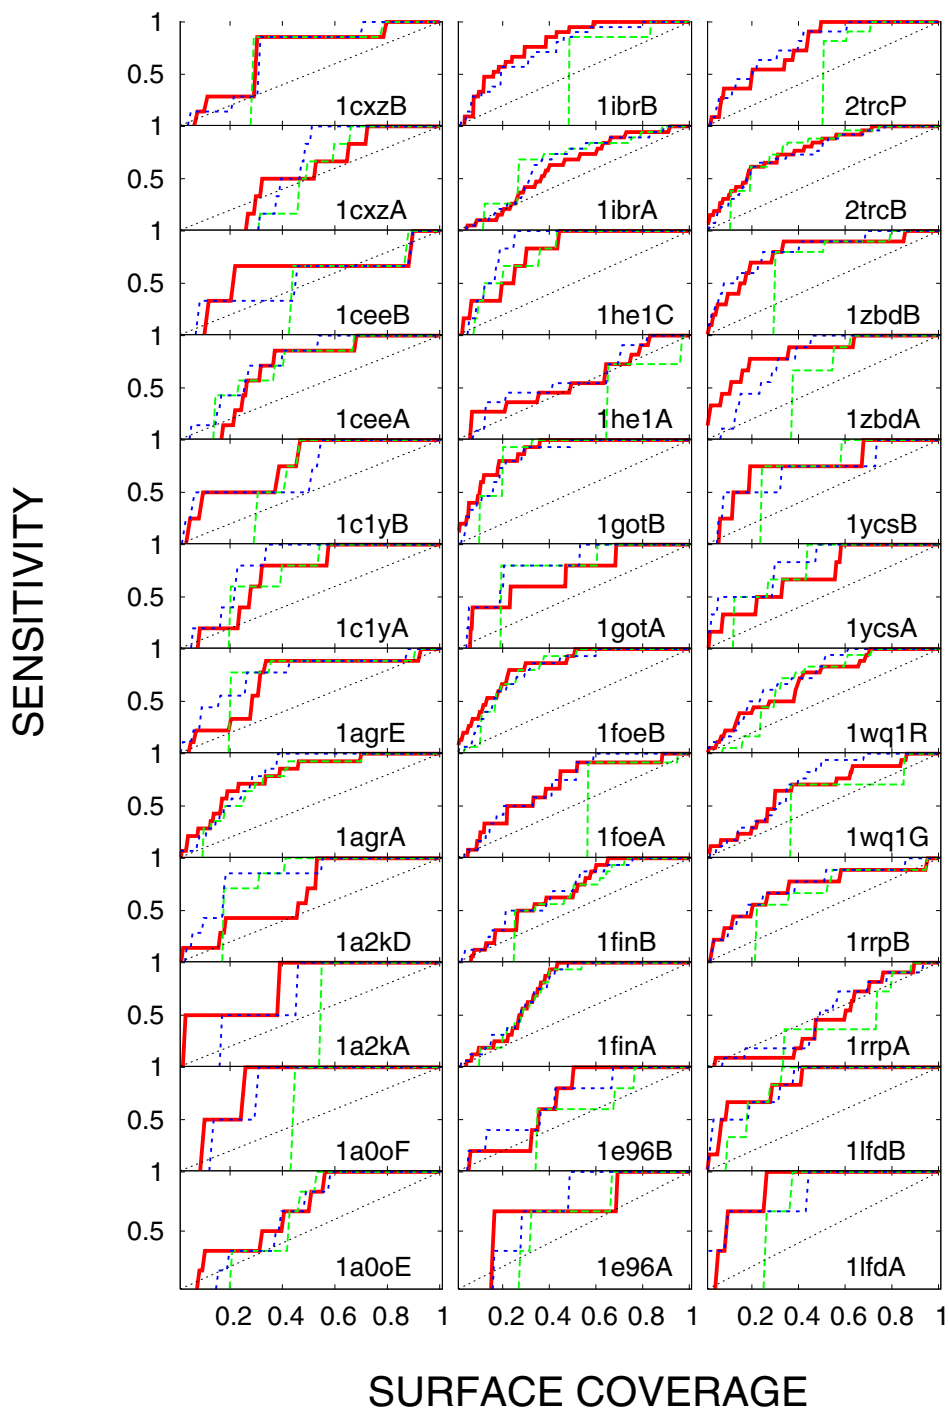 1
0.5
1cxzB 1ibrB 2trcP
1
0.5
1cxzA 1ibrA 2trcB
1
0.5
1ceeB 1he1C 1zbdB
1
0.5
1ceeA 1he1A 1zbdA
1
0.5
1c1yB 1gotB 1ycsB
1
0.5
1c1yA 1gotA 1ycsA
1
0.5
1agrE 1foeB 1wq1R
1
0.5
1agrA 1foeA 1wq1G
1
0.5
1a2kD 1finB 1rrpB
1
0.5
1a2kA 1finA 1rrpA
1
0.5
1a0oF 1e96B 1lfdB
1
0.5
1a0oE 1e96A 1lfdA
0.2 0.4 0.6 0.8 1 0.2 0.4 0.6 0.8 1 0.2 0.4 0.6 0.8 1
SENSITIVITY
SURFACE COVERAGE